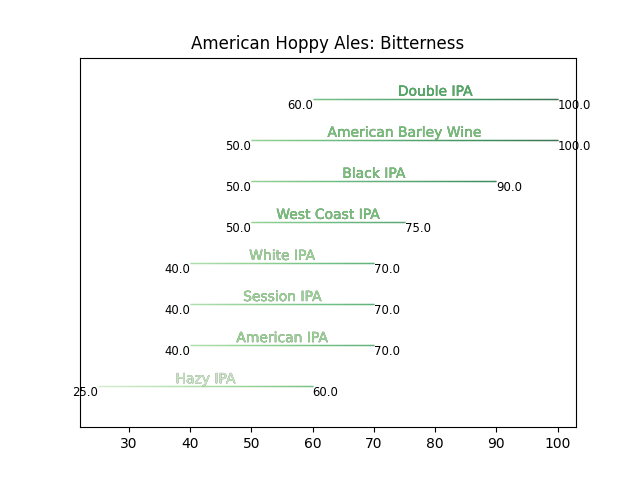 American Hoppy Ales: Bitterness
Double IPA
60.0 100.0
American Barley Wine
50.0 100.0
Black IPA
50.0 90.0
West Coast IPA
50.0 75.0
White IPA
40.0 70.0
Session IPA
40.0 70.0
American IPA
40.0 70.0
Hazy IPA
25.0 60.0
30 40 50 60 70 80 90 100